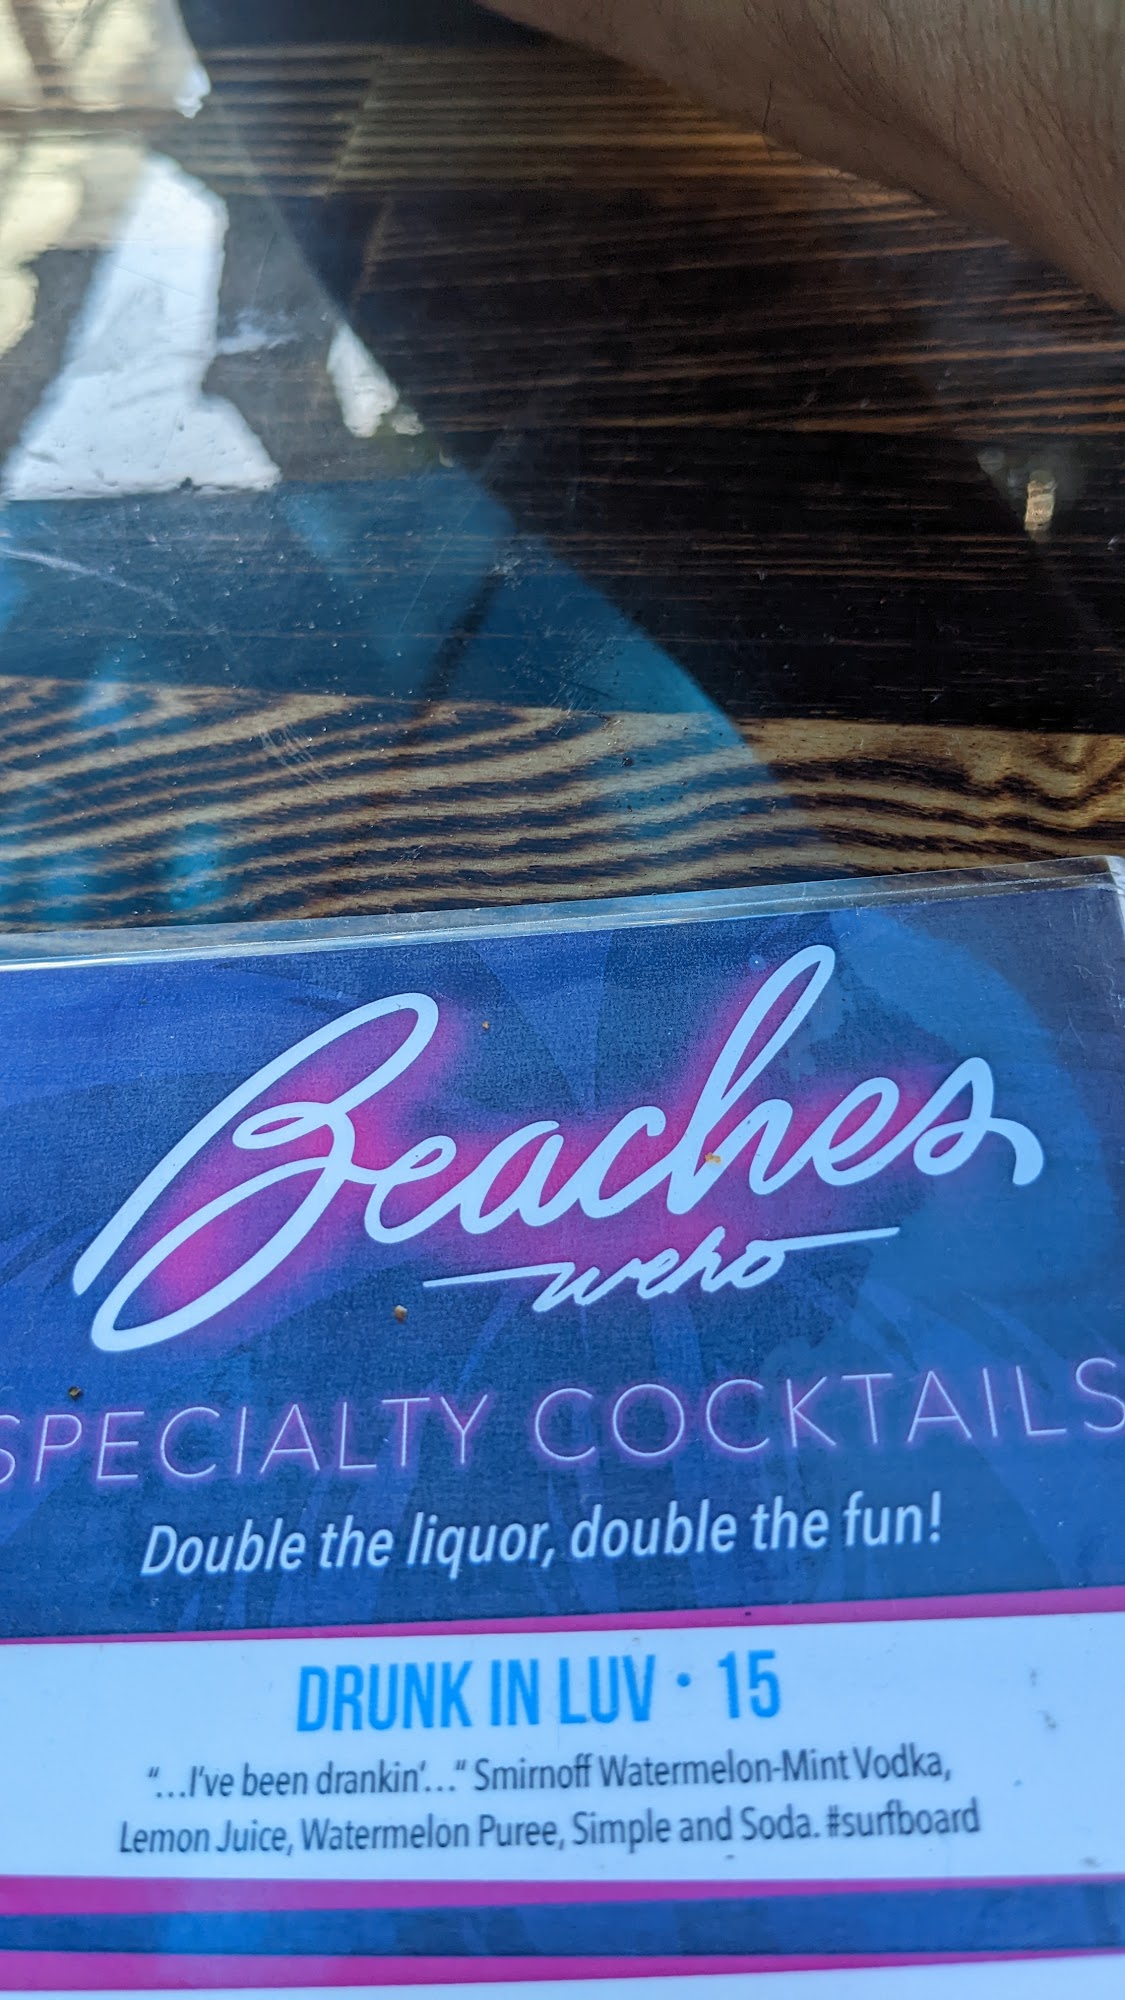 Beaches
weho
SPECIALTY COCKTAILS
Double the liquor, double the fun!
DRUNK IN LUV • 15
"...I've been drankin'..." Smirnoff Watermelon-Mint Vodka,
Lemon Juice, Watermelon Puree, Simple and Soda. #surfboard